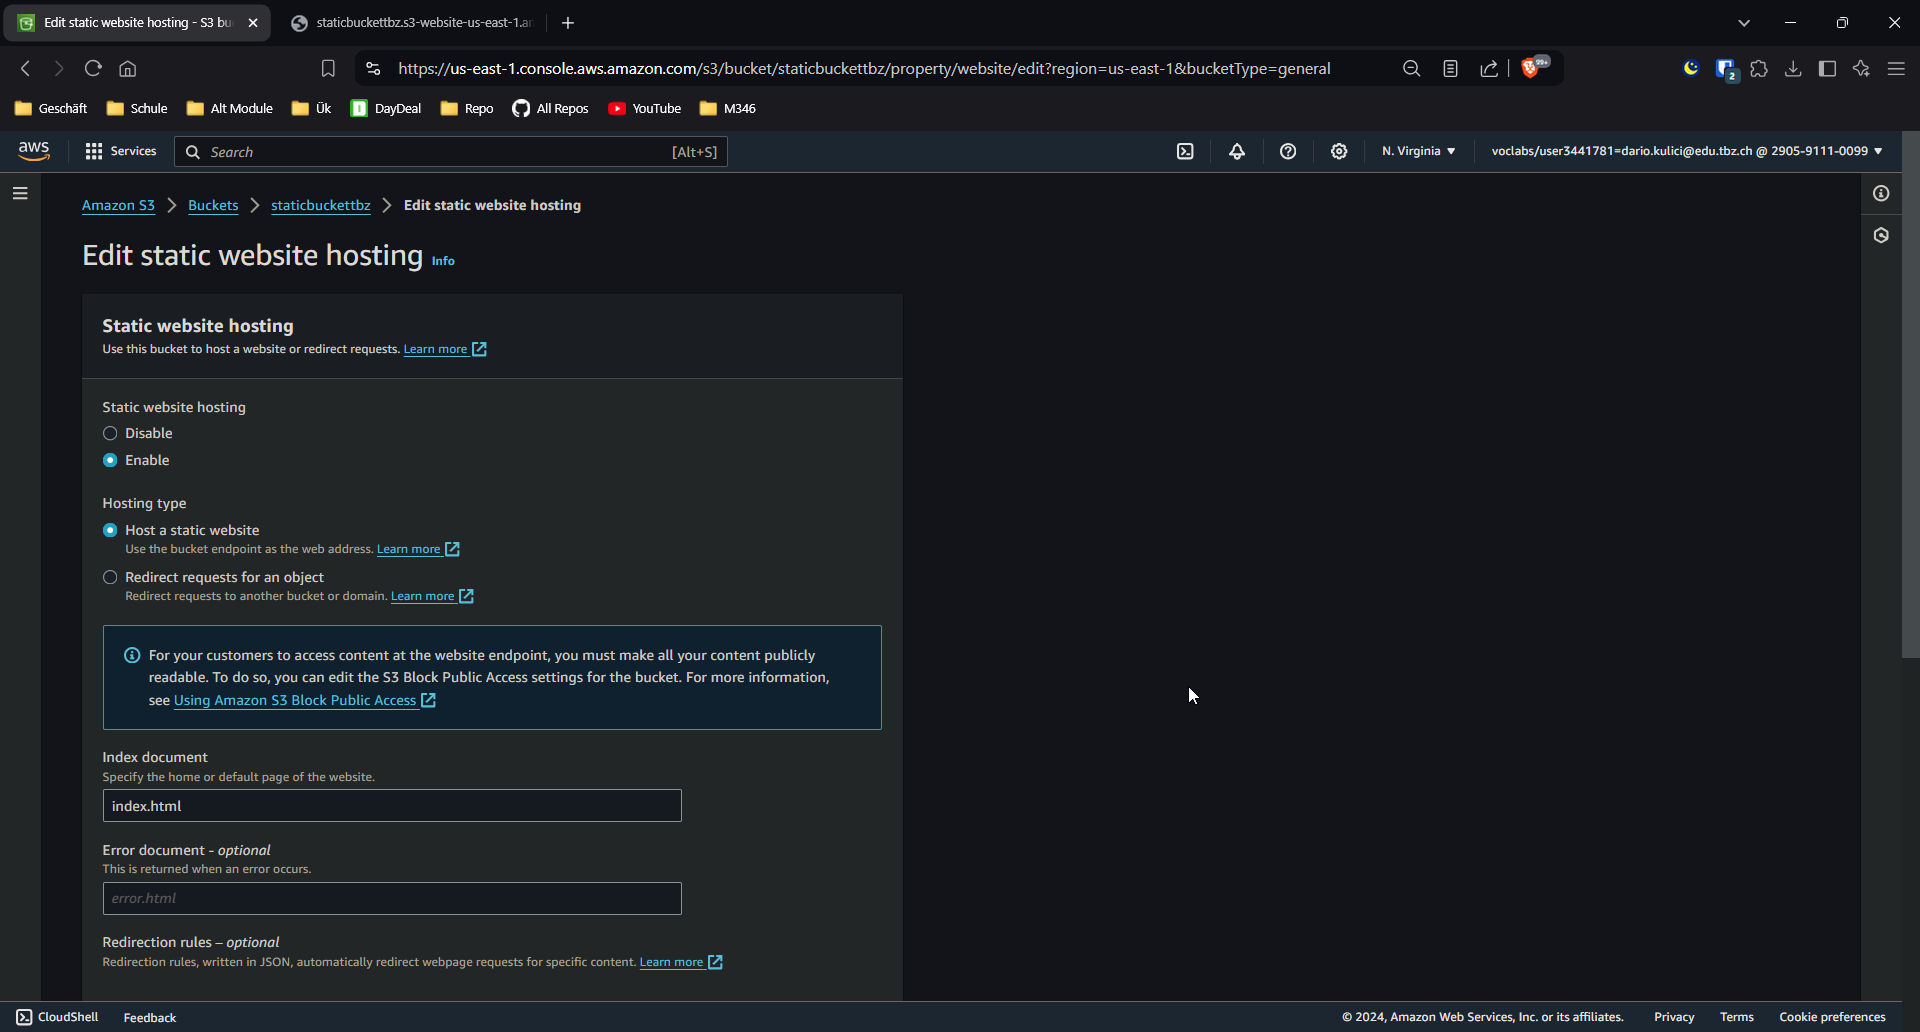 Edit static website hosting - S3 bu
staticbuckettbz.s3-website-us-east-1.a
https://us-east-1.console.aws.amazon.com/s3/bucket/staticbuckettbz/property/website/edit?region=us-east-1&bucketType=general
99+
2
Geschäft
Schule
Alt Module
Ük
DayDeal
Repo
All Repos
YouTube
M346
aws
Services
Search
[Alt+S]
N. Virginia
voclabs/user3441781=dario.kulici@edu.tbz.ch @ 2905-9111-0099
Amazon S3 > Buckets > staticbuckettbz > Edit static website hosting
Edit static website hosting Info
Static website hosting
Use this bucket to host a website or redirect requests. Learn more
Static website hosting
Disable
Enable
Hosting type
Host a static website
Use the bucket endpoint as the web address. Learn more
Redirect requests for an object
Redirect requests to another bucket or domain. Learn more
For your customers to access content at the website endpoint, you must make all your content publicly
readable. To do so, you can edit the S3 Block Public Access settings for the bucket. For more information,
see Using Amazon S3 Block Public Access
Index document
Specify the home or default page of the website.
index.html
Error document - optional
This is returned when an error occurs.
error.html
Redirection rules – optional
Redirection rules, written in JSON, automatically redirect webpage requests for specific content. Learn more
CloudShell
Feedback
© 2024, Amazon Web Services, Inc. or its affiliates.
Privacy
Terms
Cookie preferences